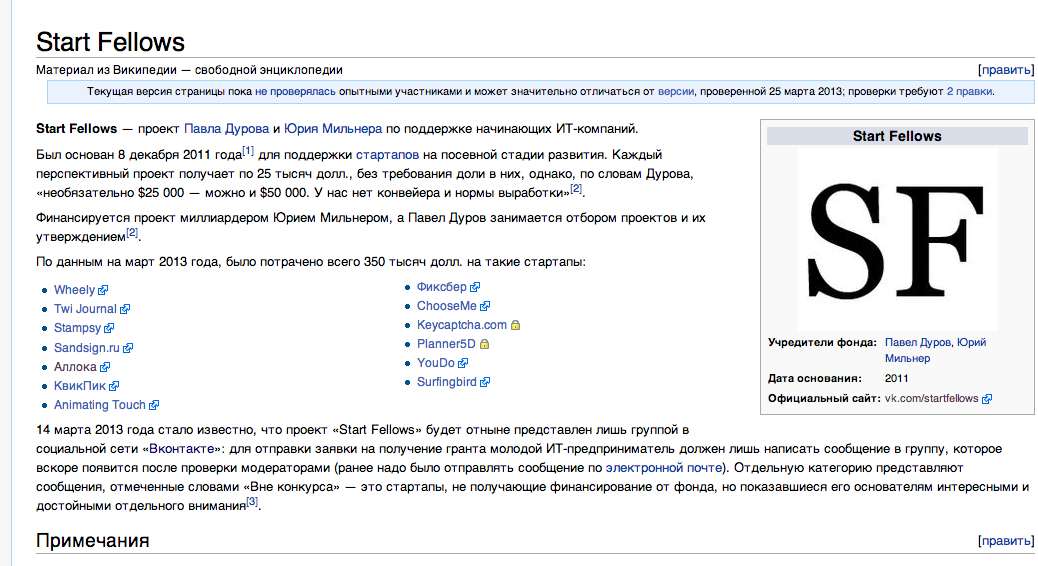 Start Fellows
Материал из Википедии — свободной энциклопедии
[править]
Текущая версия страницы пока не проверялась опытными участниками и может значительно отличаться от версии, проверенной 25 марта 2013; проверки требуют 2 правки.
Start Fellows — проект Павла Дурова и Юрия Мильнера по поддержке начинающих ИТ-компаний.
Был основан 8 декабря 2011 года[1] для поддержки стартапов на посевной стадии развития. Каждый
перспективный проект получает по 25 тысяч долл., без требования доли в них, однако, по словам Дурова,
«необязательно $25 000 — можно и $50 000. У нас нет конвейера и нормы выработки»[2].
Финансируется проект миллиардером Юрием Мильнером, а Павел Дуров занимается отбором проектов и их
утверждением[2].
По данным на март 2013 года, было потрачено всего 350 тысяч долл. на такие стартапы:
Wheely
Twi Journal
Stampsy
Sandsign.ru
Аллока
КвикПик
Animating Touch
Фиксбер
ChooseMe
Keycaptcha.com
Planner5D
YouDo
Surfingbird
Start Fellows
SF
Учредители фонда: Павел Дуров, Юрий
Мильнер
Дата основания: 2011
Официальный сайт: vk.com/startfellows
14 марта 2013 года стало известно, что проект «Start Fellows» будет отныне представлен лишь группой в
социальной сети «Вконтакте»: для отправки заявки на получение гранта молодой ИТ-предприниматель должен лишь написать сообщение в группу, которое
вскоре появится после проверки модераторами (ранее надо было отправлять сообщение по электронной почте). Отдельную категорию представляют
сообщения, отмеченные словами «Вне конкурса» — это стартапы, не получающие финансирование от фонда, но показавшиеся его основателям интересными и
достойными отдельного внимания[3].
Примечания
[править]